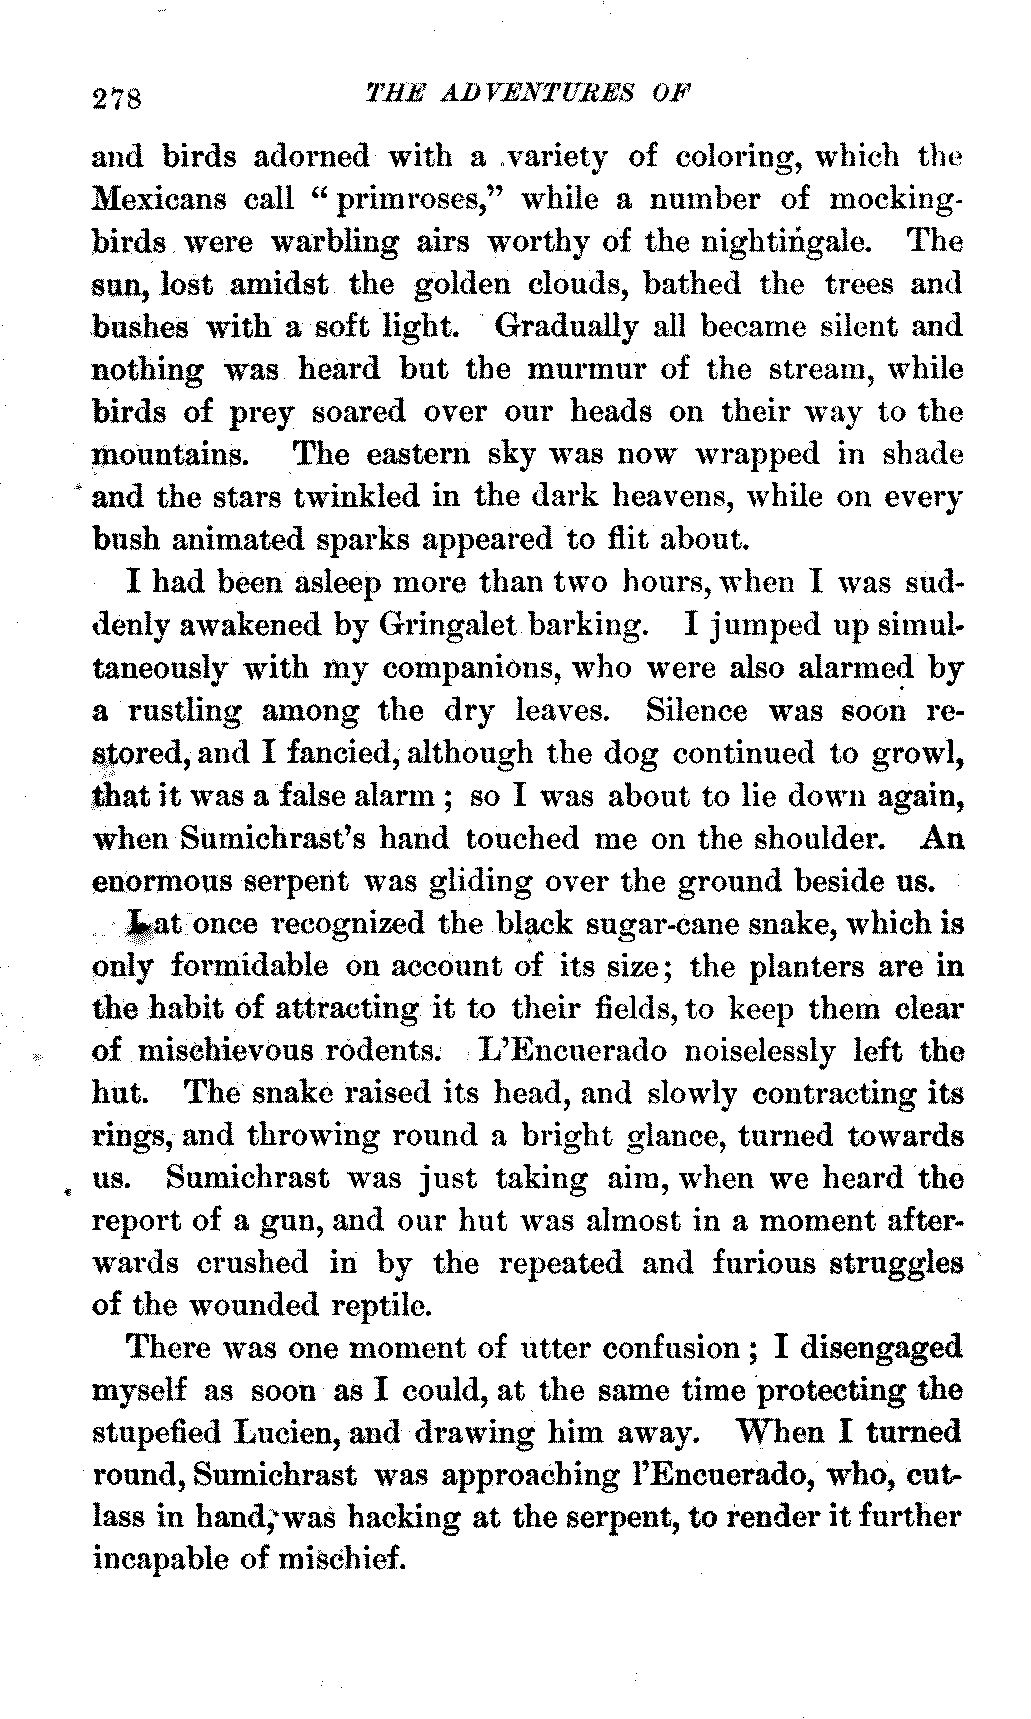 278 THE ADVENTURES OF
and birds adorned with a variety of coloring, which the
Mexicans call "primroses," while a number of mocking-
birds were warbling airs worthy of the nightingale. The
sun, lost amidst the golden clouds, bathed the trees and
bushes with a soft light. Gradually all became silent and
nothing was heard but the murmur of the stream, while
birds of prey soared over our heads on their way to the
mountains. The eastern sky was now wrapped in shade
and the stars twinkled in the dark heavens, while on every
bush animated sparks appeared to flit about.
I had been asleep more than two hours, when I was sud-
denly awakened by Gringalet barking. I jumped up simul-
taneously with my companions, who were also alarmed by
a rustling among the dry leaves. Silence was soon re-
stored, and I fancied, although the dog continued to growl,
that it was a false alarm; so I was about to lie down again,
when Sumichrast's hand touched me on the shoulder. An
enormous serpent was gliding over the ground beside us.
I at once recognized the black sugar-cane snake, which is
only formidable on account of its size; the planters are in
the habit of attracting it to their fields, to keep them clear
of mischievous rodents. L'Encuerado noiselessly left the
hut. The snake raised its head, and slowly contracting its
rings, and throwing round a bright glance, turned towards
us. Sumichrast was just taking aim, when we heard the
report of a gun, and our hut was almost in a moment after-
wards crushed in by the repeated and furious struggles
of the wounded reptile.
There was one moment of utter confusion; I disengaged
myself as soon as I could, at the same time protecting the
stupefied Lucien, and drawing him away. When I turned
round, Sumichrast was approaching l'Encuerado, who, cut-
lass in hand, was hacking at the serpent, to render it further
incapable of mischief.